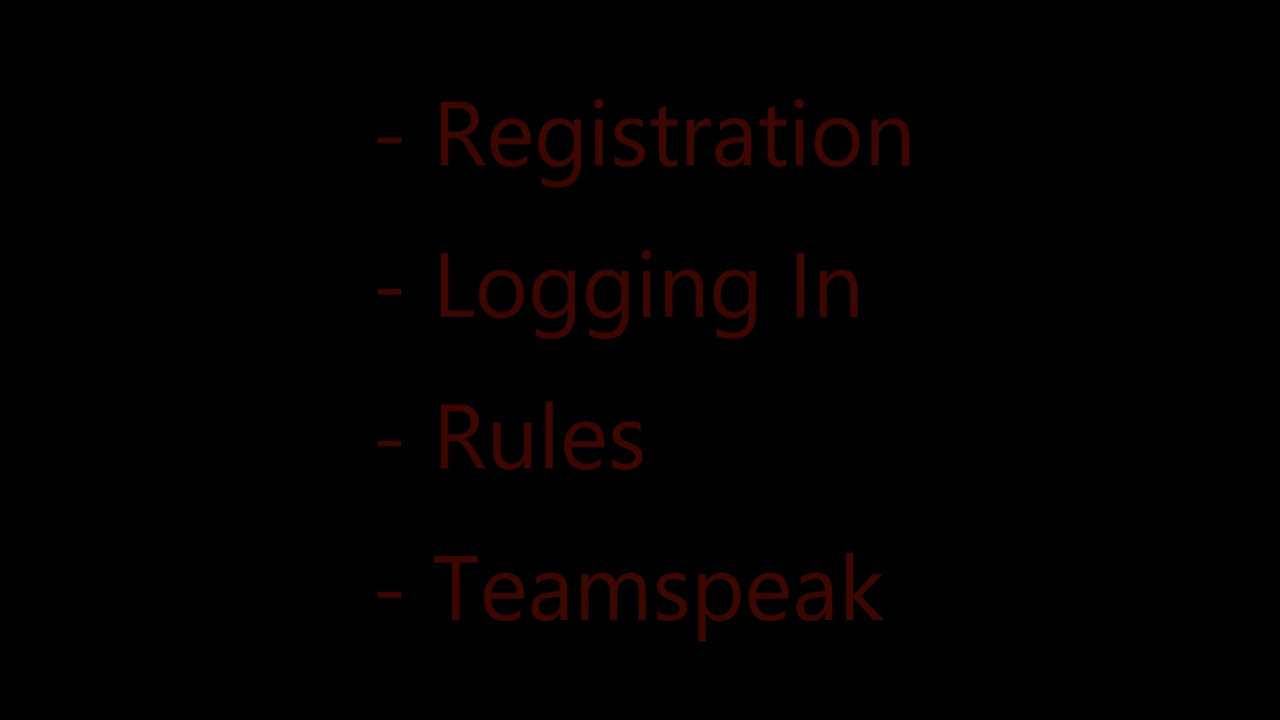 - Registration
- Logging In
- Rules
- Teamspeak